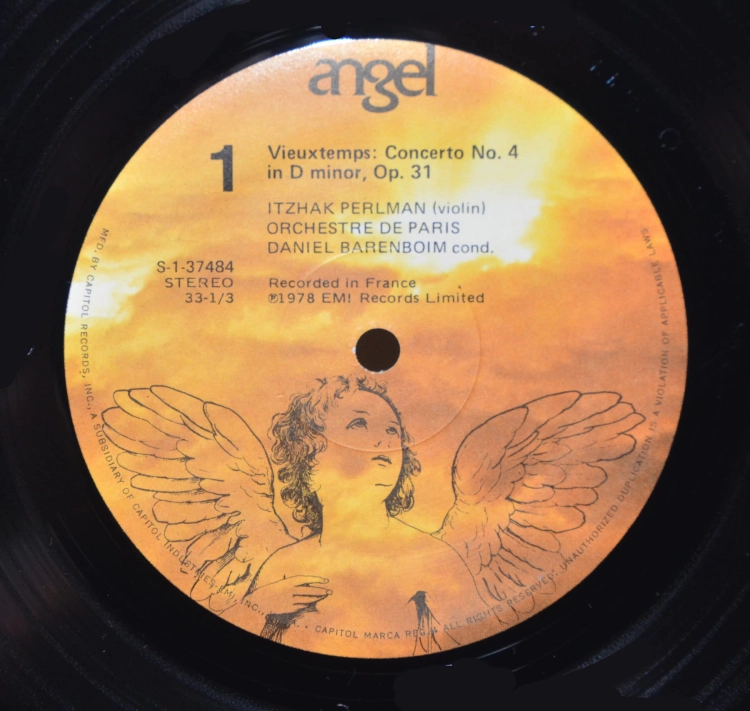 angel
1
Vieuxtemps: Concerto No. 4
in D minor, Op. 31
ITZHAK PERLMAN (violin)
ORCHESTRE DE PARIS
DANIEL BARENBOIM cond.
S-1-37484
STEREO
33-1/3
Recorded in France
℗1978 EMI Records Limited
MFD. BY CAPITOL RECORDS, INC., A SUBSIDIARY OF CAPITOL INDUSTRIES-EMI, INC.,
• CAPITOL MARCA REG. • ALL RIGHTS RESERVED. UNAUTHORIZED DUPLICATION IS A VIOLATION OF APPLICABLE LAWS